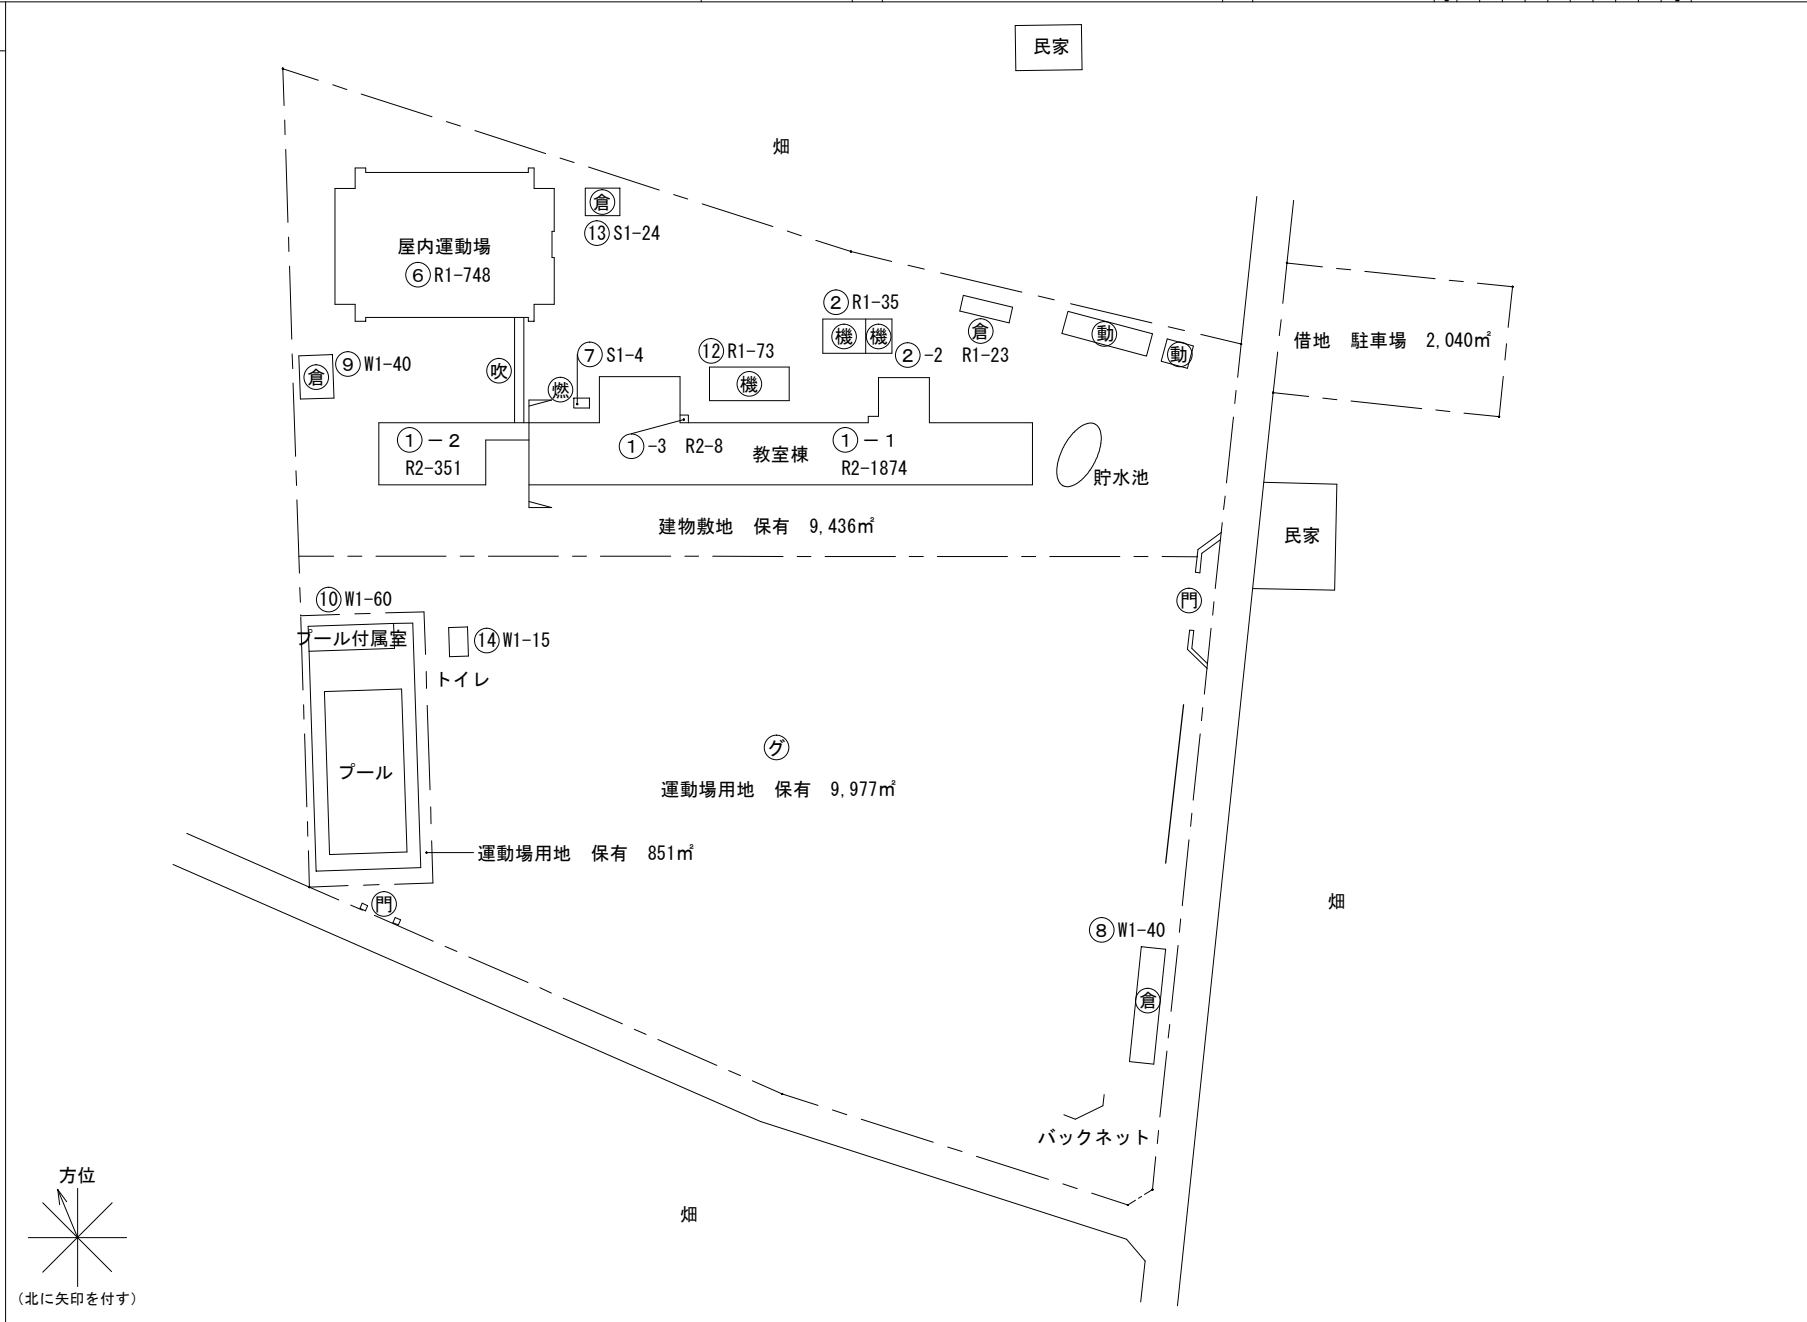 民家
畑
倉
⑬S1-24
屋内運動場
⑥R1-748
②R1-35
機 機
②-2
倉
R1-23
動
動
借地　駐車場　2,040㎡
倉
⑨W1-40
吹
燃
⑦S1-4
⑫R1-73
機
①－2
R2-351
①-3　R2-8
教室棟
①－1
R2-1874
貯水池
建物敷地　保有　9,436㎡
民家
門
⑩W1-60
プール付属室
⑭W1-15
トイレ
プール
グ
運動場用地　保有　9,977㎡
運動場用地　保有　851㎡
門
畑
⑧W1-40
倉
バックネット
畑
方位
(北に矢印を付す)